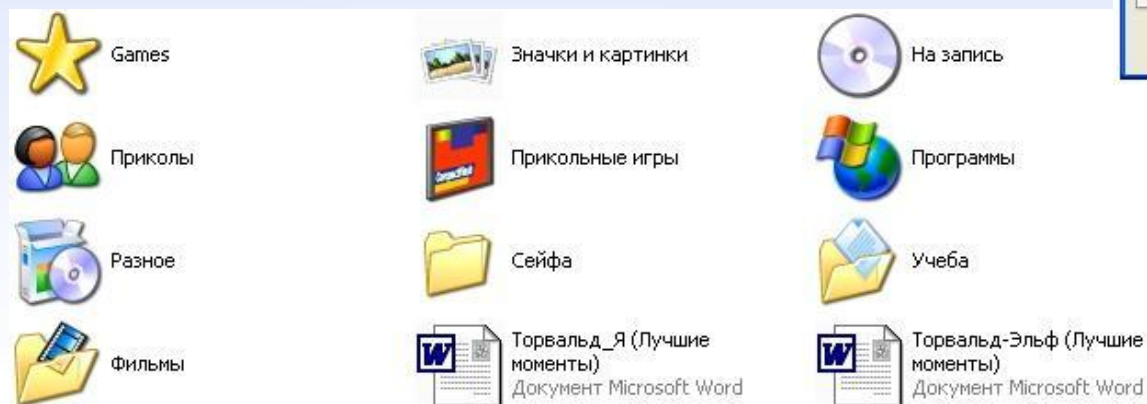 Games
Значки и картинки
На запись
Приколы
Прикольные игры
Программы
CompactFlash
Разное
Сейфа
Учеба
Фильмы
Торвальд_Я (Лучшие
моменты)
Документ Microsoft Word
Торвальд-Эльф (Лучшие
моменты)
Документ Microsoft Word